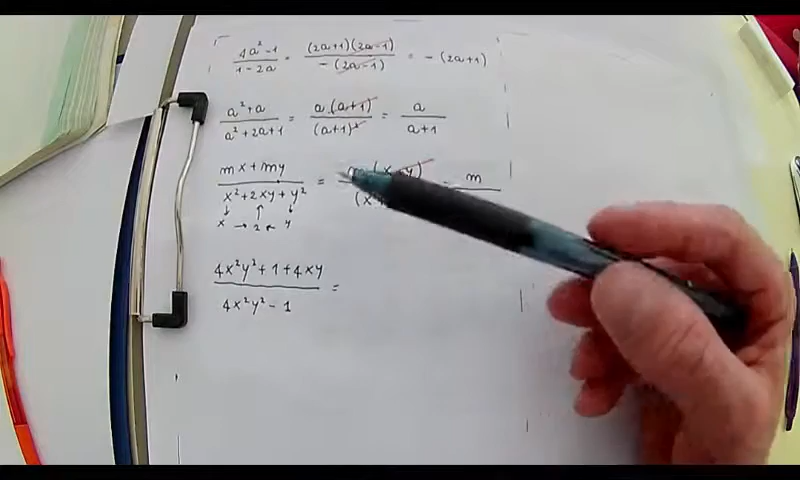 4a²-1 / 1-2a = (2a+1)(2a-1) / -(2a-1) = -(2a+1)
a²+a / a²+2a+1 = a.(a+1) / (a+1)² = a / a+1
mx+my / x²+2xy+y² = m
x → 2 ← y
4x²y²+1+4xy / 4x²y²-1 =